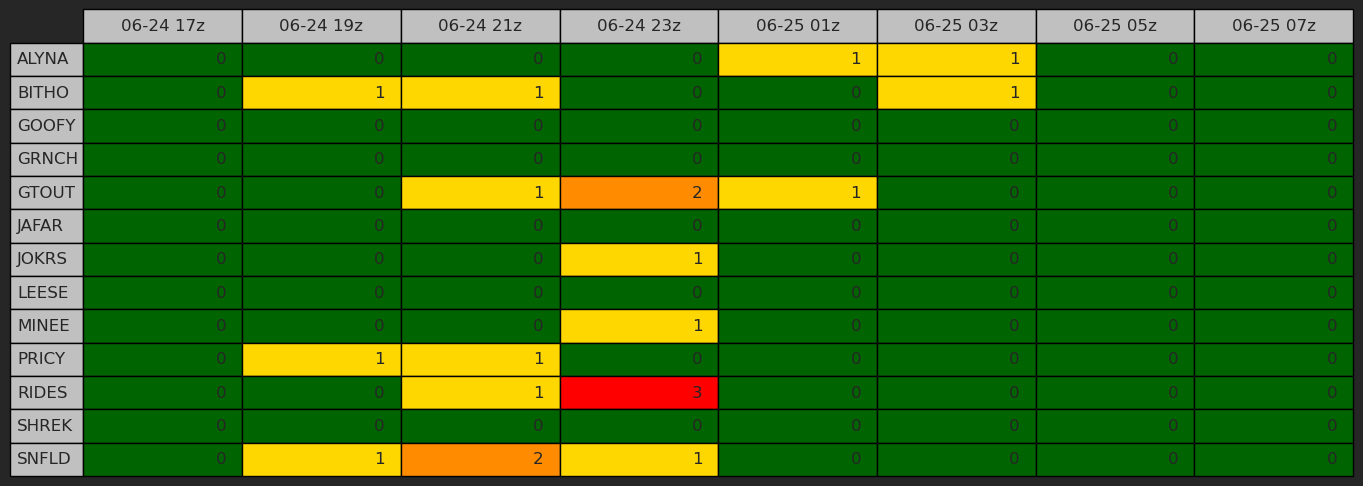 06-24 17z 06-24 19z 06-24 21z 06-24 23z 06-25 01z 06-25 03z 06-25 05z 06-25 07z
ALYNA 0 0 0 0 1 1 0 0
BITHO 0 1 1 0 0 1 0 0
GOOFY 0 0 0 0 0 0 0 0
GRNCH 0 0 0 0 0 0 0 0
GTOUT 0 0 1 2 1 0 0 0
JAFAR 0 0 0 0 0 0 0 0
JOKRS 0 0 0 1 0 0 0 0
LEESE 0 0 0 0 0 0 0 0
MINEE 0 0 0 1 0 0 0 0
PRICY 0 1 1 0 0 0 0 0
RIDES 0 0 1 3 0 0 0 0
SHREK 0 0 0 0 0 0 0 0
SNFLD 0 1 2 1 0 0 0 0